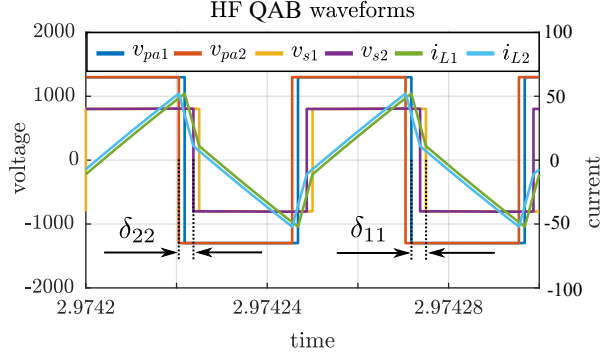 HF QAB waveforms
2000 100
v_pa1 v_pa2 v_s1 v_s2 i_L1 i_L2
1000 50
0 0
-1000 -50
-2000 -100
δ_22 δ_11
2.9742 2.97424 2.97428
time
voltage
current